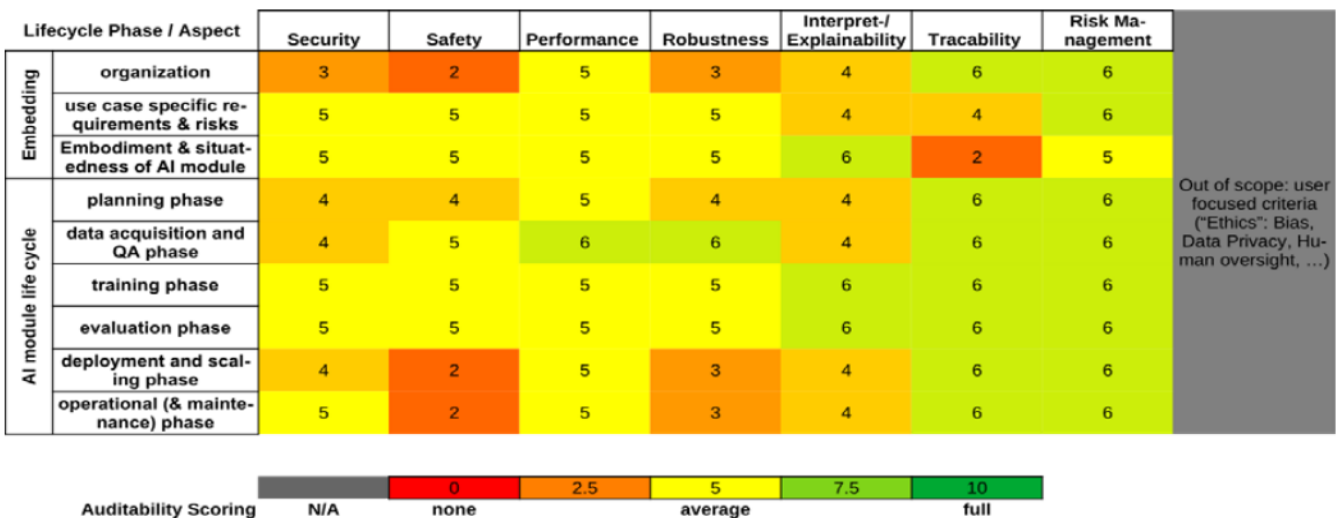 Lifecycle Phase / Aspect Security Safety Performance Robustness Interpret-/ Explainability Tracability Risk Ma-
nagement
Embedding
organization 3 2 5 3 4 6 6
use case specific re-
quirements & risks 5 5 5 5 4 4 6
Embodiment & situat-
edness of AI module 5 5 5 5 6 2 5
AI module life cycle
planning phase 4 4 5 4 4 6 6
data acquisition and
QA phase 4 5 6 6 4 6 6
training phase 5 5 5 5 6 6 6
evaluation phase 5 5 5 5 6 6 6
deployment and scal-
ing phase 4 2 5 3 4 6 6
operational (& mainte-
nance) phase 5 2 5 3 4 6 6
Out of scope: user
focused criteria
("Ethics": Bias,
Data Privacy, Hu-
man oversight, ...)
0 2.5 5 7.5 10
Auditability Scoring N/A none average full